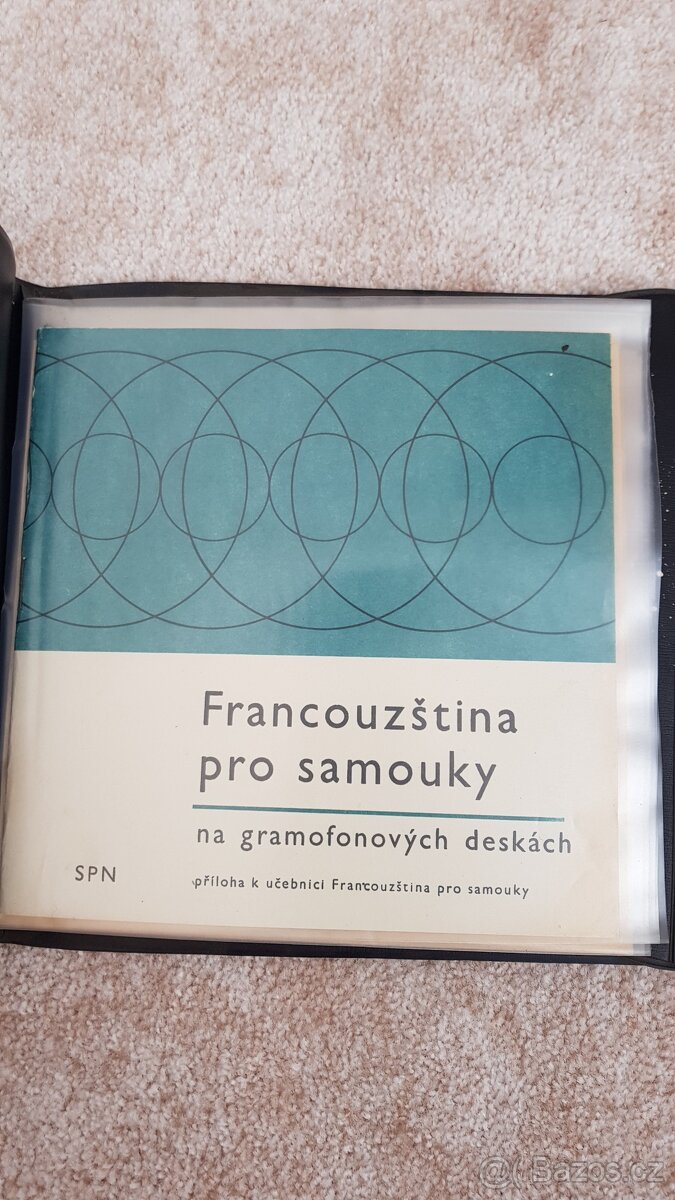 Francouzština
pro samouky
na gramofonových deskách
SPN
příloha k učebnici Francouzština pro samouky
Bazos.cz